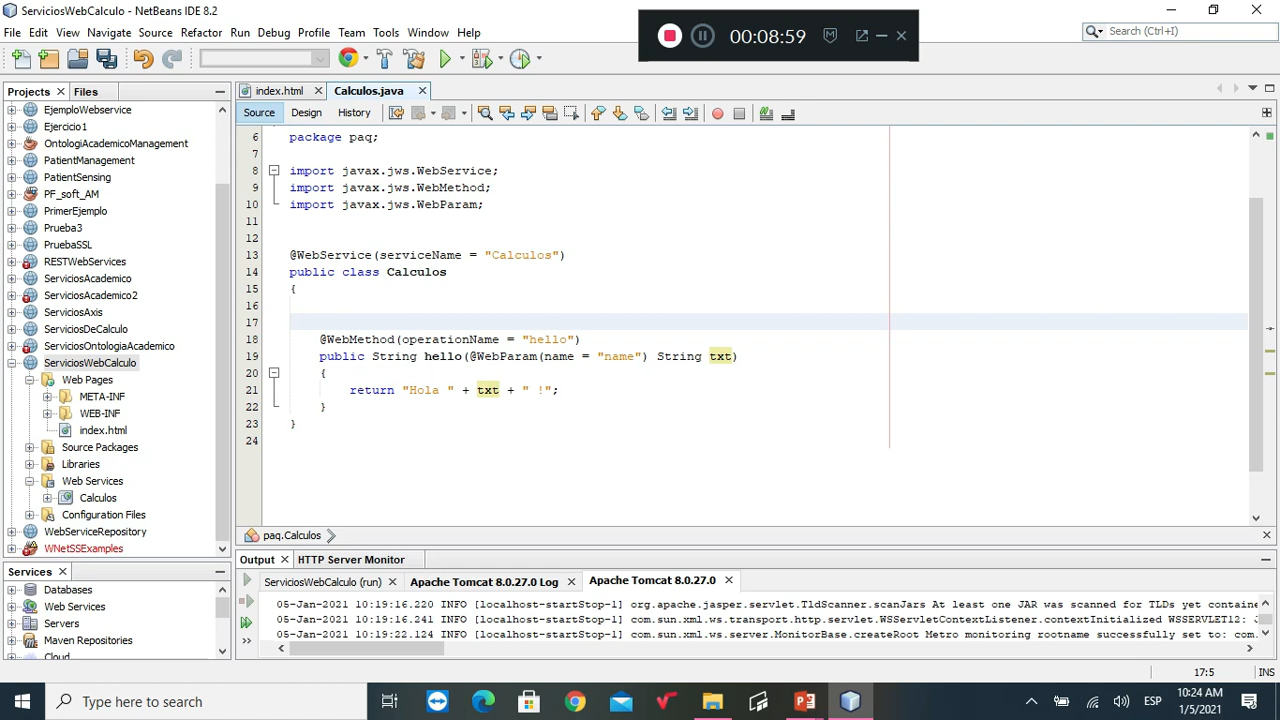 ServiciosWebCalculo - NetBeans IDE 8.2
File Edit View Navigate Source Refactor Run Debug Profile Team Tools Window Help
00:08:59
Search (Ctrl+I)
Projects Files
EjemploWebservice
Ejercicio1
OntologiAcademicoManagement
PatientManagement
PatientSensing
PF_soft_AM
PrimerEjemplo
Prueba3
PruebaSSL
RESTWebServices
ServiciosAcademico
ServiciosAcademico2
ServiciosAxis
ServiciosDeCalculo
ServiciosOntologiaAcademico
ServiciosWebCalculo
Web Pages
META-INF
WEB-INF
index.html
Source Packages
Libraries
Web Services
Calculos
Configuration Files
WebServiceRepository
WNetSSExamples
Services
Databases
Web Services
Servers
Maven Repositories
Cloud
index.html Calculos.java
Source Design History
6 package paq;
7
8 import javax.jws.WebService;
9 import javax.jws.WebMethod;
10 import javax.jws.WebParam;
11
12
13 @WebService(serviceName = "Calculos")
14 public class Calculos
15 {
16
17
18 @WebMethod(operationName = "hello")
19 public String hello(@WebParam(name = "name") String txt)
20 {
21 return "Hola " + txt + " !";
22 }
23 }
24
paq.Calculos
Output HTTP Server Monitor
ServiciosWebCalculo (run) Apache Tomcat 8.0.27.0 Log Apache Tomcat 8.0.27.0
05-Jan-2021 10:19:16.220 INFO [localhost-startStop-1] org.apache.jasper.servlet.TldScanner.scanJars At least one JAR was scanned for TLDs yet containe
05-Jan-2021 10:19:16.241 INFO [localhost-startStop-1] com.sun.xml.ws.transport.http.servlet.WSServletContextListener.contextInitialized WSSERVLET12: J
05-Jan-2021 10:19:22.124 INFO [localhost-startStop-1] com.sun.xml.ws.server.MonitorBase.createRoot Metro monitoring rootname successfully set to: com.
17:5 INS
Type here to search
ESP
10:24 AM
1/5/2021